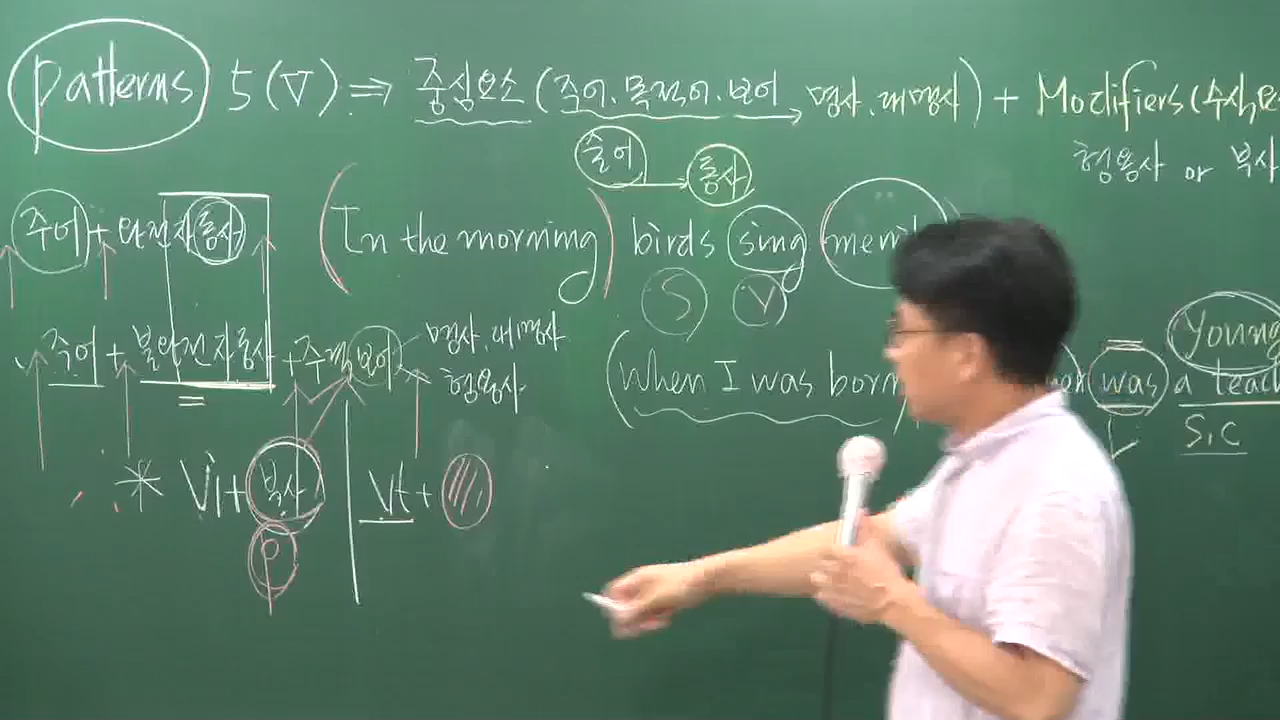 patterns 5(▽) ⇒ 중심요소 (주어. 목적어. 보어 → 명사. 대명사) + Modifiers (수식
술어 → 동사 형용사 or 부사
주어 + 완전자동사 (In the morning) birds sing
S V
주어 + 불완전자동사 + 주격보어 명사. 대명사 (When I was born was a Young
형용사
S.C
* Vi + 부사 | Vt +